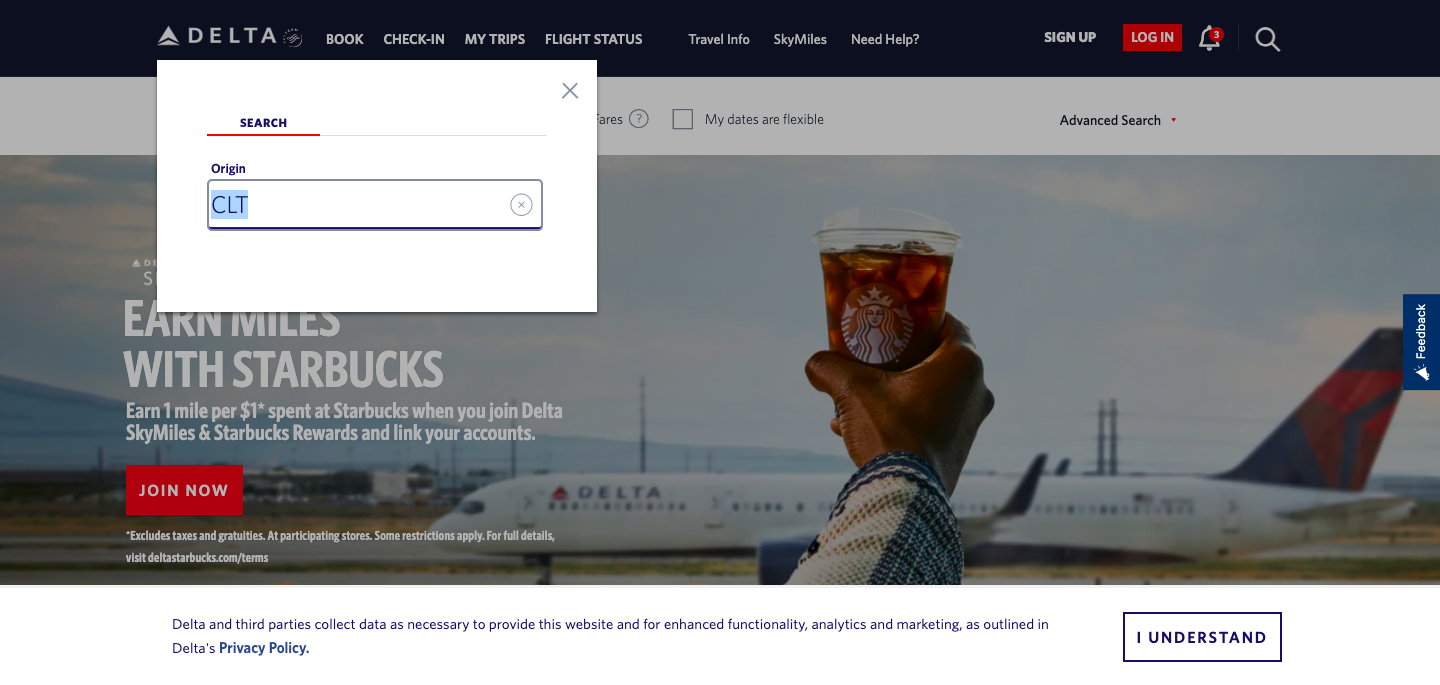 DELTA
BOOK
CHECK-IN
MY TRIPS
FLIGHT STATUS
Travel Info
SkyMiles
Need Help?
SIGN UP
LOG IN
3
SEARCH
Origin
CLT
Fares
?
My dates are flexible
Advanced Search
EARN MILES
WITH STARBUCKS
Earn 1 mile per $1* spent at Starbucks when you join Delta
SkyMiles & Starbucks Rewards and link your accounts.
JOIN NOW
*Excludes taxes and gratuities. At participating stores. Some restrictions apply. For full details,
visit deltastarbucks.com/terms
DELTA
Feedback
Delta and third parties collect data as necessary to provide this website and for enhanced functionality, analytics and marketing, as outlined in
Delta's Privacy Policy.
I UNDERSTAND